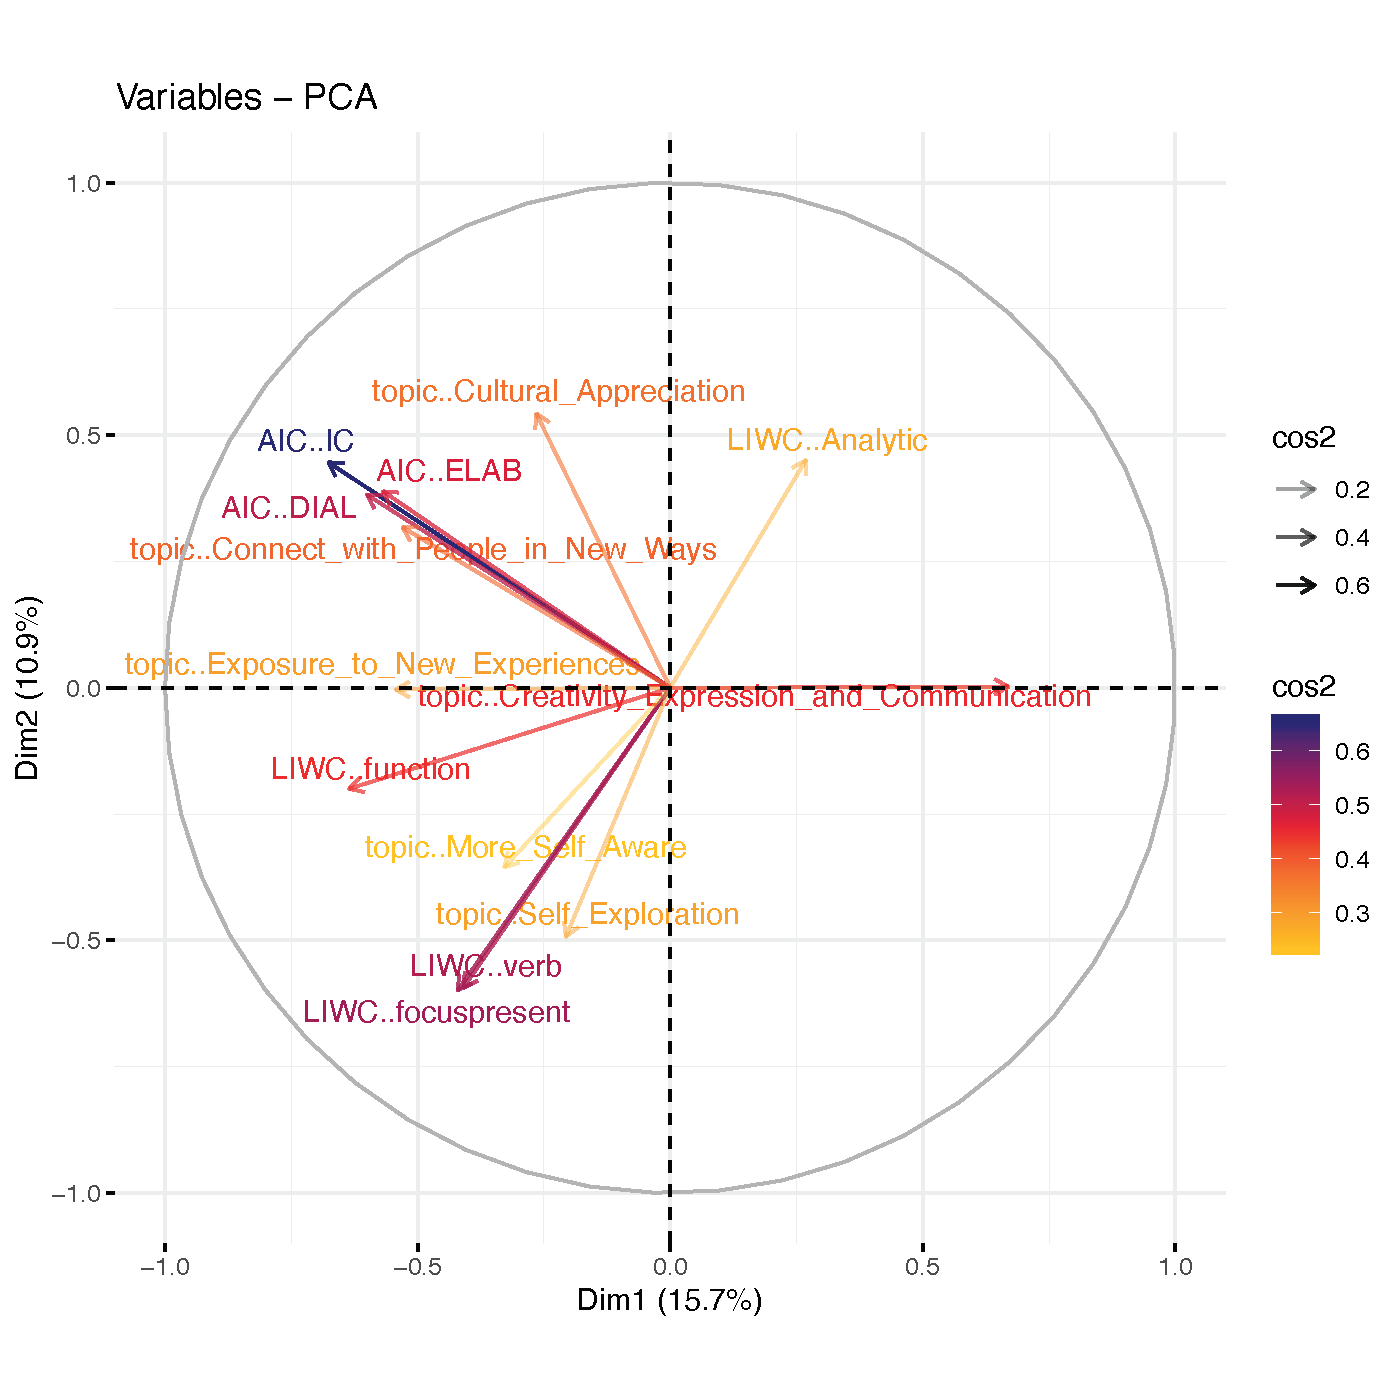 Variables – PCA
1.0
0.5
0.0
−0.5
−1.0
Dim2 (10.9%)
topic..Cultural_Appreciation
AIC..IC
LIWC..Analytic
AIC..ELAB
AIC..DIAL
topic..Connect_with_People_in_New_Ways
topic..Exposure_to_New_Experiences
topic..Creativity_Expression_and_Communication
LIWC..function
topic..More_Self_Aware
topic..Self_Exploration
LIWC..verb
LIWC..focuspresent
−1.0
−0.5
0.0
0.5
1.0
Dim1 (15.7%)
cos2
0.2
0.4
0.6
cos2
0.6
0.5
0.4
0.3